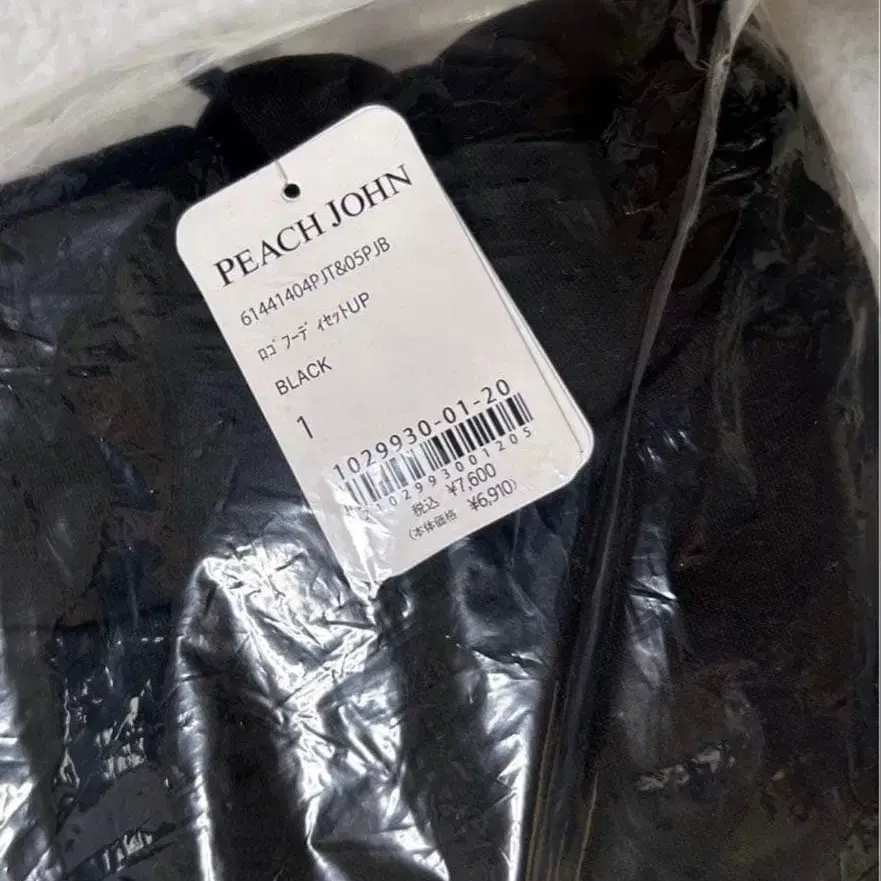 PEACH JOHN
61441404PJT&05PJB
ﾛｺﾞﾌｰﾃﾞｨｾｯﾄUP
BLACK
1
1029930-01-20
2102993001205
税込 ¥7,600
(本体価格 ¥6,910)